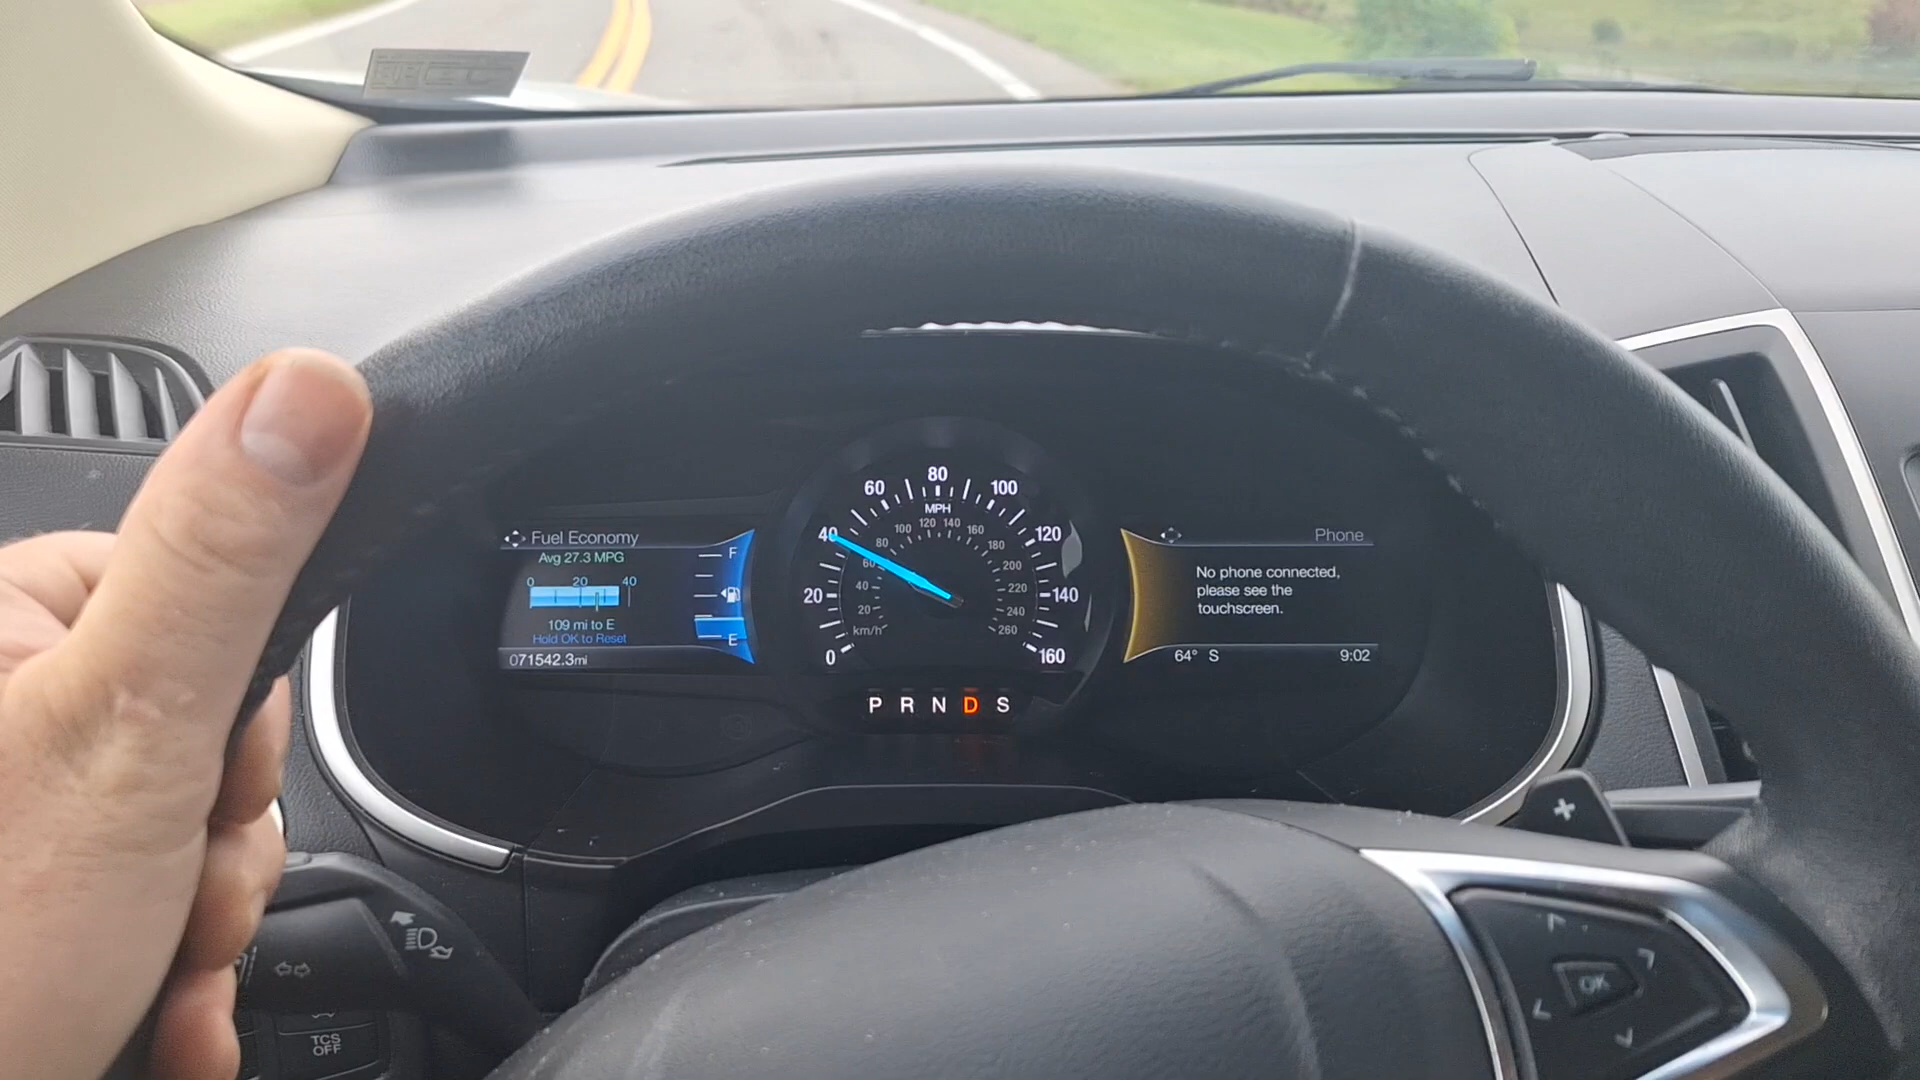 Fuel Economy
Avg 27.3 MPG
0 20 40
109 mi to E
Hold OK to Reset
071542.3mi
F
E
0
20
40
60
80
100
120
140
160
MPH
km/h
20
40
60
80
100
120
140
160
180
200
220
240
260
P R N D S
Phone
No phone connected,
please see the
touchscreen.
64° S
9:02
+
OK
TCS
OFF